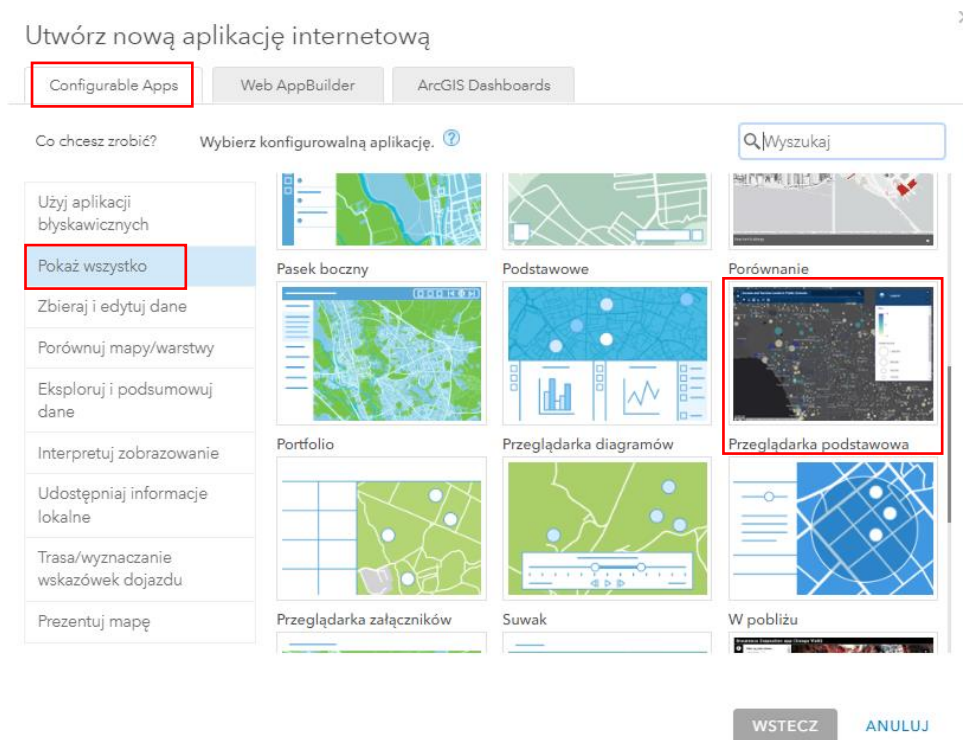 Utwórz nową aplikację internetową
Configurable Apps
Web AppBuilder
ArcGIS Dashboards
Co chcesz zrobić?
Wybierz konfigurowalną aplikację.
?
Wyszukaj
Użyj aplikacji
błyskawicznych
Pokaż wszystko
Zbieraj i edytuj dane
Porównuj mapy/warstwy
Eksploruj i podsumowuj
dane
Interpretuj zobrazowanie
Udostępniaj informacje
lokalne
Trasa/wyznaczanie
wskazówek dojazdu
Prezentuj mapę
Pasek boczny
Podstawowe
Porównanie
Portfolio
Przeglądarka diagramów
Przeglądarka podstawowa
Przeglądarka załączników
Suwak
W pobliżu
WSTECZ
ANULUJ